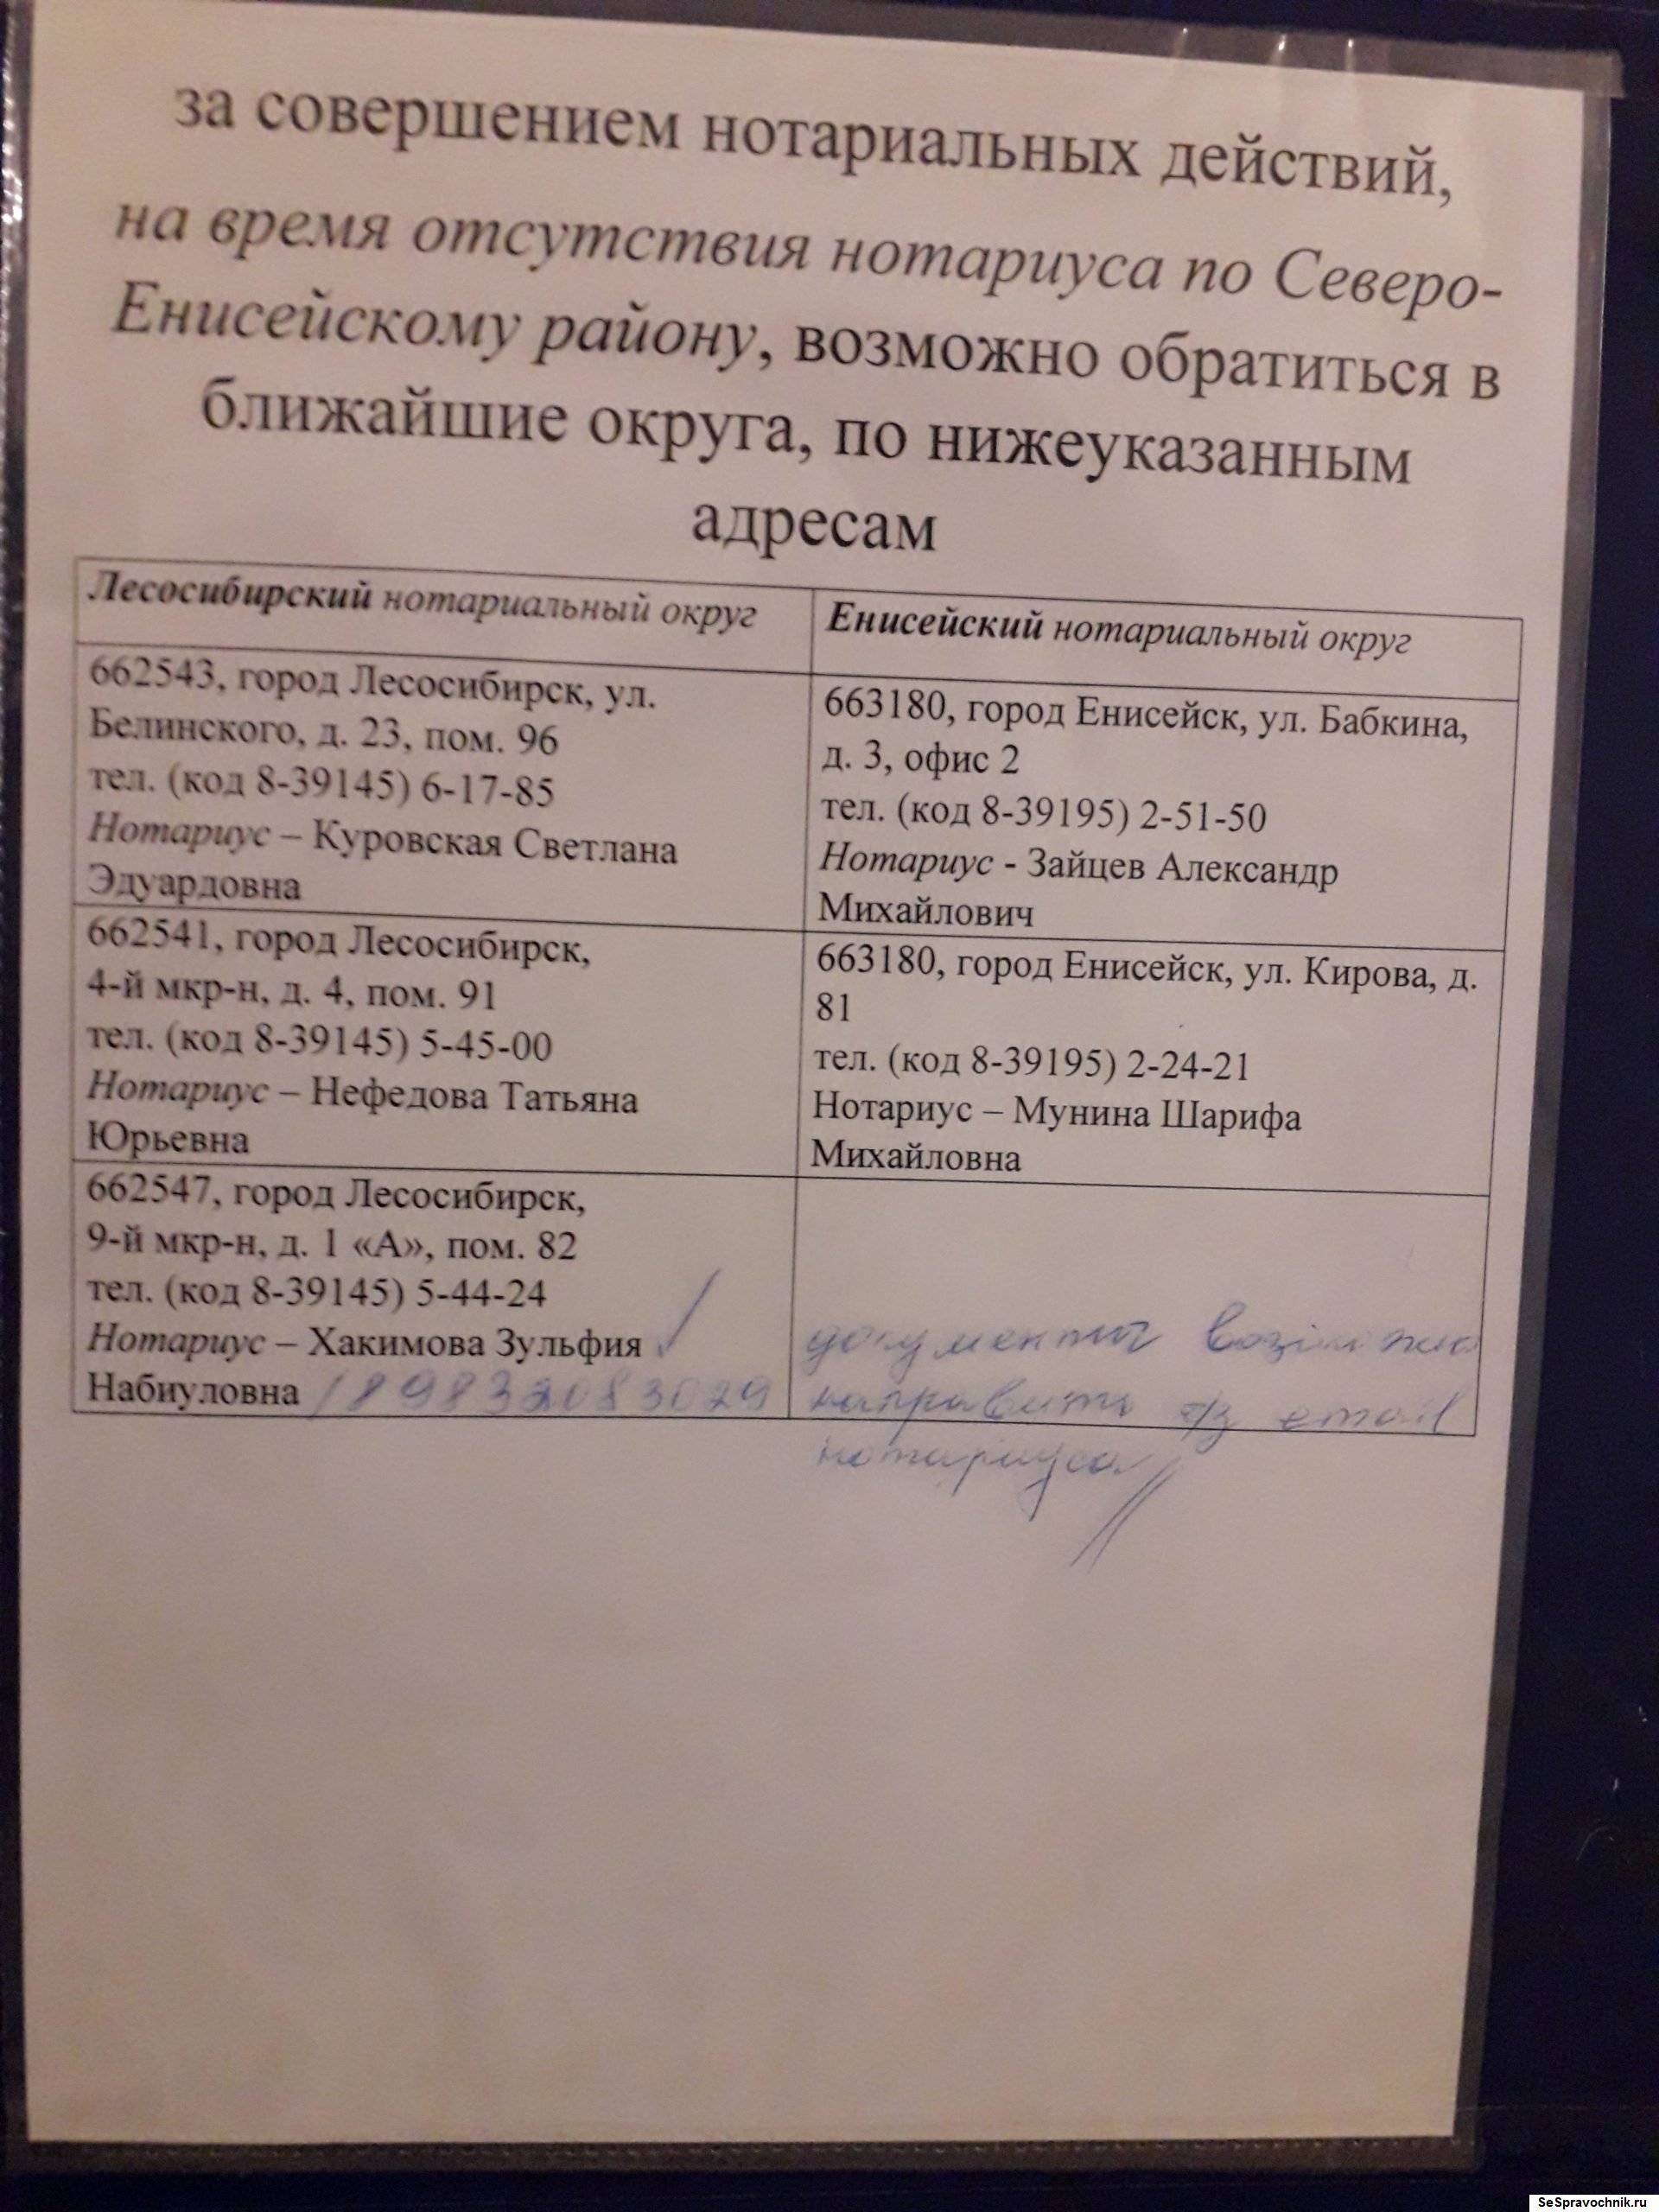 за совершением нотариальных действий,
на время отсутствия нотариуса по Северо-
Енисейскому району, возможно обратиться в
ближайшие округа, по нижеуказанным
адресам
Лесосибирский нотариальный округ
Енисейский нотариальный округ
662543, город Лесосибирск, ул.
Белинского, д. 23, пом. 96
тел. (код 8-39145) 6-17-85
Нотариус – Куровская Светлана
Эдуардовна
663180, город Енисейск, ул. Бабкина,
д. 3, офис 2
тел. (код 8-39195) 2-51-50
Нотариус - Зайцев Александр
Михайлович
662541, город Лесосибирск,
4-й мкр-н, д. 4, пом. 91
тел. (код 8-39145) 5-45-00
Нотариус – Нефедова Татьяна
Юрьевна
663180, город Енисейск, ул. Кирова, д.
81
тел. (код 8-39195) 2-24-21
Нотариус – Мунина Шарифа
Михайловна
662547, город Лесосибирск,
9-й мкр-н, д. 1 «А», пом. 82
тел. (код 8-39145) 5-44-24
Нотариус – Хакимова Зульфия
Набиуловна 89832083029
документы возможно
направить email
нотариуса
SeSpravochnik.ru